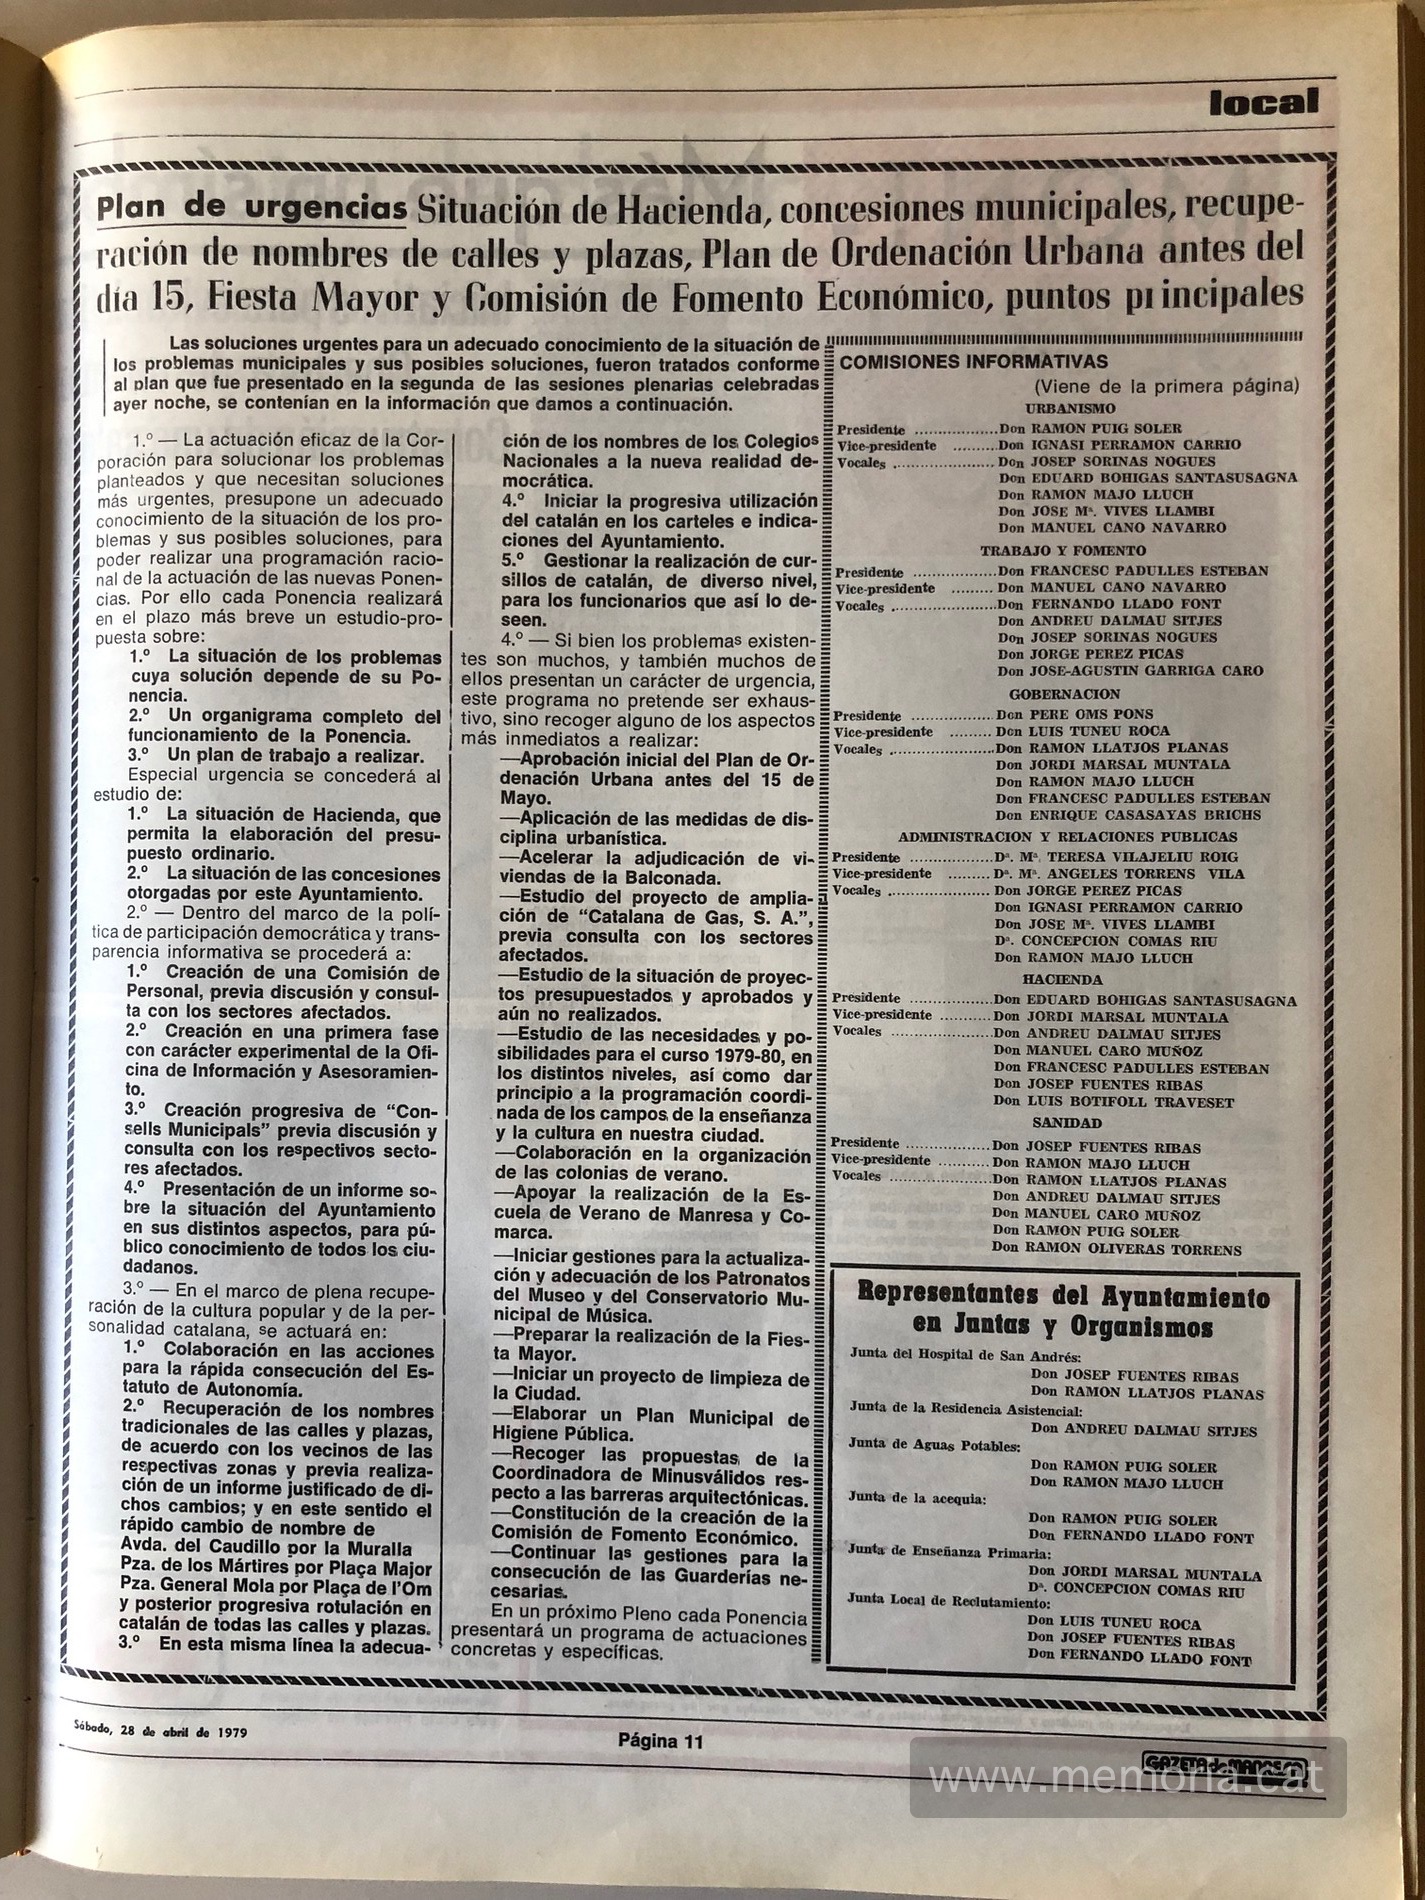 local
Plan de urgencias Situación de Hacienda, concesiones municipales, recupe-
ración de nombres de calles y plazas, Plan de Ordenación Urbana antes del
día 15, Fiesta Mayor y Comisión de Fomento Económico, puntos principales
Las soluciones urgentes para un adecuado conocimiento de la situación de
los problemas municipales y sus posibles soluciones, fueron tratados conforme
al plan que fue presentado en la segunda de las sesiones plenarias celebradas
ayer noche, se contenían en la información que damos a continuación.
1.º — La actuación eficaz de la Cor-
poración para solucionar los problemas
planteados y que necesitan soluciones
más urgentes, presupone un adecuado
conocimiento de la situación de los pro-
blemas y sus posibles soluciones, para
poder realizar una programación racio-
nal de la actuación de las nuevas Ponen-
cias. Por ello cada Ponencia realizará
en el plazo más breve un estudio-pro-
puesta sobre:
1.º La situación de los problemas
cuya solución depende de su Po-
nencia.
2.º Un organigrama completo del
funcionamiento de la Ponencia.
3.º Un plan de trabajo a realizar.
Especial urgencia se concederá al
estudio de:
1.º La situación de Hacienda, que
permita la elaboración del presu-
puesto ordinario.
2.º La situación de las concesiones
otorgadas por este Ayuntamiento.
2.º — Dentro del marco de la polí-
tica de participación democrática y trans-
parencia informativa se procederá a:
1.º Creación de una Comisión de
Personal, previa discusión y consul-
ta con los sectores afectados.
2.º Creación en una primera fase
con carácter experimental de la Ofi-
cina de Información y Asesoramien-
to.
3.º Creación progresiva de “Con-
sells Municipals” previa discusión y
consulta con los respectivos secto-
res afectados.
4.º Presentación de un informe so-
bre la situación del Ayuntamiento
en sus distintos aspectos, para pú-
blico conocimiento de todos los ciu-
dadanos.
3.º — En el marco de plena recupe-
ración de la cultura popular y de la per-
sonalidad catalana, se actuará en:
1.º Colaboración en las acciones
para la rápida consecución del Es-
tatuto de Autonomía.
2.º Recuperación de los nombres
tradicionales de las calles y plazas,
de acuerdo con los vecinos de las
respectivas zonas y previa realiza-
ción de un informe justificado de di-
chos cambios; y en este sentido el
rápido cambio de nombre de
Avda. del Caudillo por la Muralla
Pza. de los Mártires por Plaça Major
Pza. General Mola por Plaça de l'Om
y posterior progresiva rotulación en
catalán de todas las calles y plazas.
3.º En esta misma línea la adecua-
ción de los nombres de los Colegios
Nacionales a la nueva realidad de-
mocrática.
4.º Iniciar la progresiva utilización
del catalán en los carteles e indica-
ciones del Ayuntamiento.
5.º Gestionar la realización de cur-
sillos de catalán, de diverso nivel,
para los funcionarios que así lo de-
seen.
4.º — Si bien los problemas existen-
tes son muchos, y también muchos de
ellos presentan un carácter de urgencia,
este programa no pretende ser exhaus-
tivo, sino recoger alguno de los aspectos
más inmediatos a realizar:
—Aprobación inicial del Plan de Or-
denación Urbana antes del 15 de
Mayo.
—Aplicación de las medidas de dis-
ciplina urbanística.
—Acelerar la adjudicación de vi-
viendas de la Balconada.
—Estudio del proyecto de amplia-
ción de “Catalana de Gas, S. A.”,
previa consulta con los sectores
afectados.
—Estudio de la situación de proyec-
tos presupuestados y aprobados y
aún no realizados.
—Estudio de las necesidades y po-
sibilidades para el curso 1979-80, en
los distintos niveles, así como dar
principio a la programación coordi-
nada de los campos de la enseñanza
y la cultura en nuestra ciudad.
—Colaboración en la organización
de las colonias de verano.
—Apoyar la realización de la Es-
cuela de Verano de Manresa y Co-
marca.
—Iniciar gestiones para la actualiza-
ción y adecuación de los Patronatos
del Museo y del Conservatorio Mu-
nicipal de Música.
—Preparar la realización de la Fies-
ta Mayor.
—Iniciar un proyecto de limpieza de
la Ciudad.
—Elaborar un Plan Municipal de
Higiene Pública.
—Recoger las propuestas de la
Coordinadora de Minusválidos res-
pecto a las barreras arquitectónicas.
—Constitución de la creación de la
Comisión de Fomento Económico.
—Continuar las gestiones para la
consecución de las Guarderías ne-
cesarias.
En un próximo Pleno cada Ponencia
presentará un programa de actuaciones
concretas y específicas.
COMISIONES INFORMATIVAS
(Viene de la primera página)
URBANISMO
Presidente .................. Don RAMON PUIG SOLER
Vice-presidente ......... Don IGNASI PERRAMON CARRIO
Vocales ...................... Don JOSEP SORINAS NOGUES
Don EDUARD BOHIGAS SANTASUSAGNA
Don RAMON MAJO LLUCH
Don JOSE Mª. VIVES LLAMBI
Don MANUEL CANO NAVARRO
TRABAJO Y FOMENTO
Presidente .................. Don FRANCESC PADULLES ESTEBAN
Vice-presidente ......... Don MANUEL CANO NAVARRO
Vocales ...................... Don FERNANDO LLADO FONT
Don ANDREU DALMAU SITJES
Don JOSEP SORINAS NOGUES
Don JORGE PEREZ PICAS
Don JOSE-AGUSTIN GARRIGA CARO
GOBERNACION
Presidente .................. Don PERE OMS PONS
Vice-presidente ......... Don LUIS TUNEU ROCA
Vocales ...................... Don RAMON LLATJOS PLANAS
Don JORDI MARSAL MUNTALA
Don RAMON MAJO LLUCH
Don FRANCESC PADULLES ESTEBAN
Don ENRIQUE CASASAYAS BRICHS
ADMINISTRACION Y RELACIONES PUBLICAS
Presidente .................. Dª. Mª. TERESA VILAJELIU ROIG
Vice-presidente ......... Dª. Mª. ANGELES TORRENS VILA
Vocales ...................... Don JORGE PEREZ PICAS
Don IGNASI PERRAMON CARRIO
Don JOSE Mª. VIVES LLAMBI
Dª. CONCEPCION COMAS RIU
Don RAMON MAJO LLUCH
HACIENDA
Presidente .................. Don EDUARD BOHIGAS SANTASUSAGNA
Vice-presidente ........... Don JORDI MARSAL MUNTALA
Vocales ...................... Don ANDREU DALMAU SITJES
Don MANUEL CARO MUÑOZ
Don FRANCESC PADULLES ESTEBAN
Don JOSEP FUENTES RIBAS
Don LUIS BOTIFOLL TRAVESET
SANIDAD
Presidente .................. Don JOSEP FUENTES RIBAS
Vice-presidente ........... Don RAMON MAJO LLUCH
Vocales ...................... Don RAMON LLATJOS PLANAS
Don ANDREU DALMAU SITJES
Don MANUEL CARO MUÑOZ
Don RAMON PUIG SOLER
Don RAMON OLIVERAS TORRENS
Representantes del Ayuntamiento
en Juntas y Organismos
Junta del Hospital de San Andrés:
Don JOSEP FUENTES RIBAS
Don RAMON LLATJOS PLANAS
Junta de la Residencia Asistencial:
Don ANDREU DALMAU SITJES
Junta de Aguas Potables:
Don RAMON PUIG SOLER
Don RAMON MAJO LLUCH
Junta de la acequia:
Don RAMON PUIG SOLER
Don FERNANDO LLADO FONT
Junta de Enseñanza Primaria:
Don JORDI MARSAL MUNTALA
Dª. CONCEPCION COMAS RIU
Junta Local de Reclutamiento:
Don LUIS TUNEU ROCA
Don JOSEP FUENTES RIBAS
Don FERNANDO LLADO FONT
Sábado, 28 de abril de 1979
Página 11
GAZETA de MANRESA
www.memoria.cat